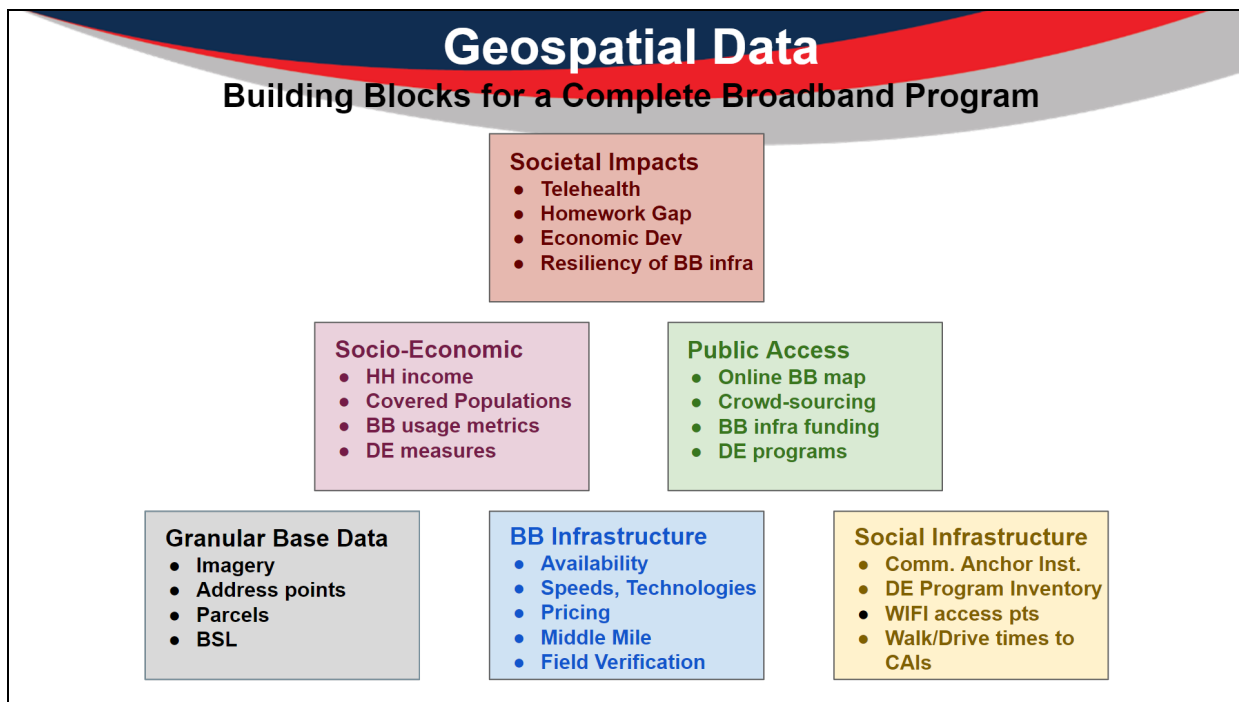 Geospatial Data
Building Blocks for a Complete Broadband Program
Societal Impacts
● Telehealth
● Homework Gap
● Economic Dev
● Resiliency of BB infra
Socio-Economic
● HH income
● Covered Populations
● BB usage metrics
● DE measures
Public Access
● Online BB map
● Crowd-sourcing
● BB infra funding
● DE programs
Granular Base Data
● Imagery
● Address points
● Parcels
● BSL
BB Infrastructure
● Availability
● Speeds, Technologies
● Pricing
● Middle Mile
● Field Verification
Social Infrastructure
● Comm. Anchor Inst.
● DE Program Inventory
● WIFI access pts
● Walk/Drive times to
CAIs